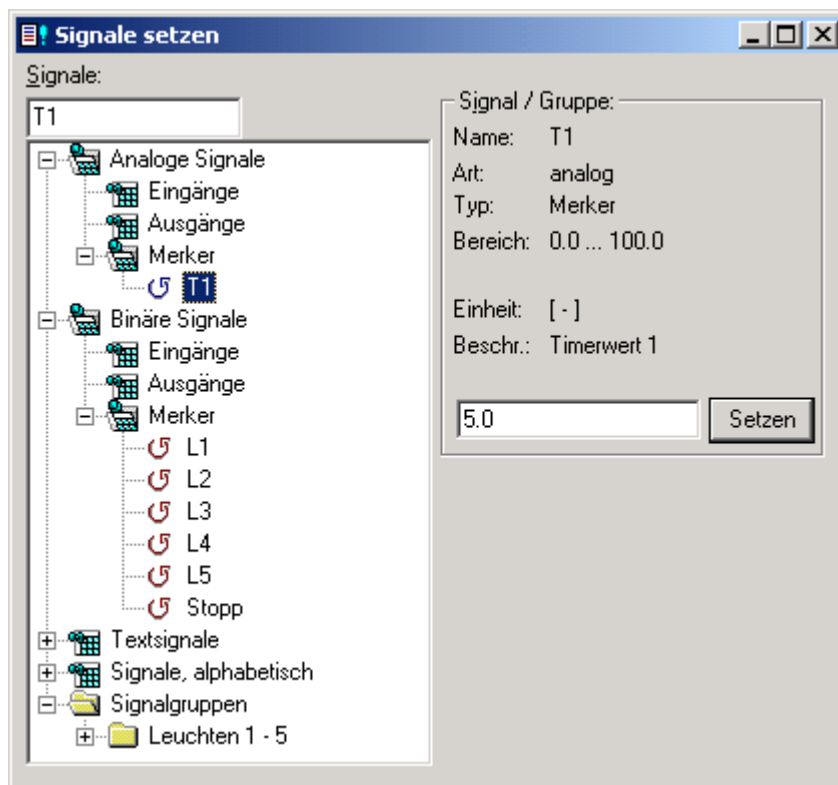 Signale setzen
Signale:
T1
Analoge Signale
Eingänge
Ausgänge
Merker
T1
Binäre Signale
Eingänge
Ausgänge
Merker
L1
L2
L3
L4
L5
Stopp
Textsignale
Signale, alphabetisch
Signalgruppen
Leuchten 1 - 5
Signal / Gruppe:
Name: T1
Art: analog
Typ: Merker
Bereich: 0.0 ... 100.0
Einheit: [ - ]
Beschr.: Timerwert 1
5.0 Setzen